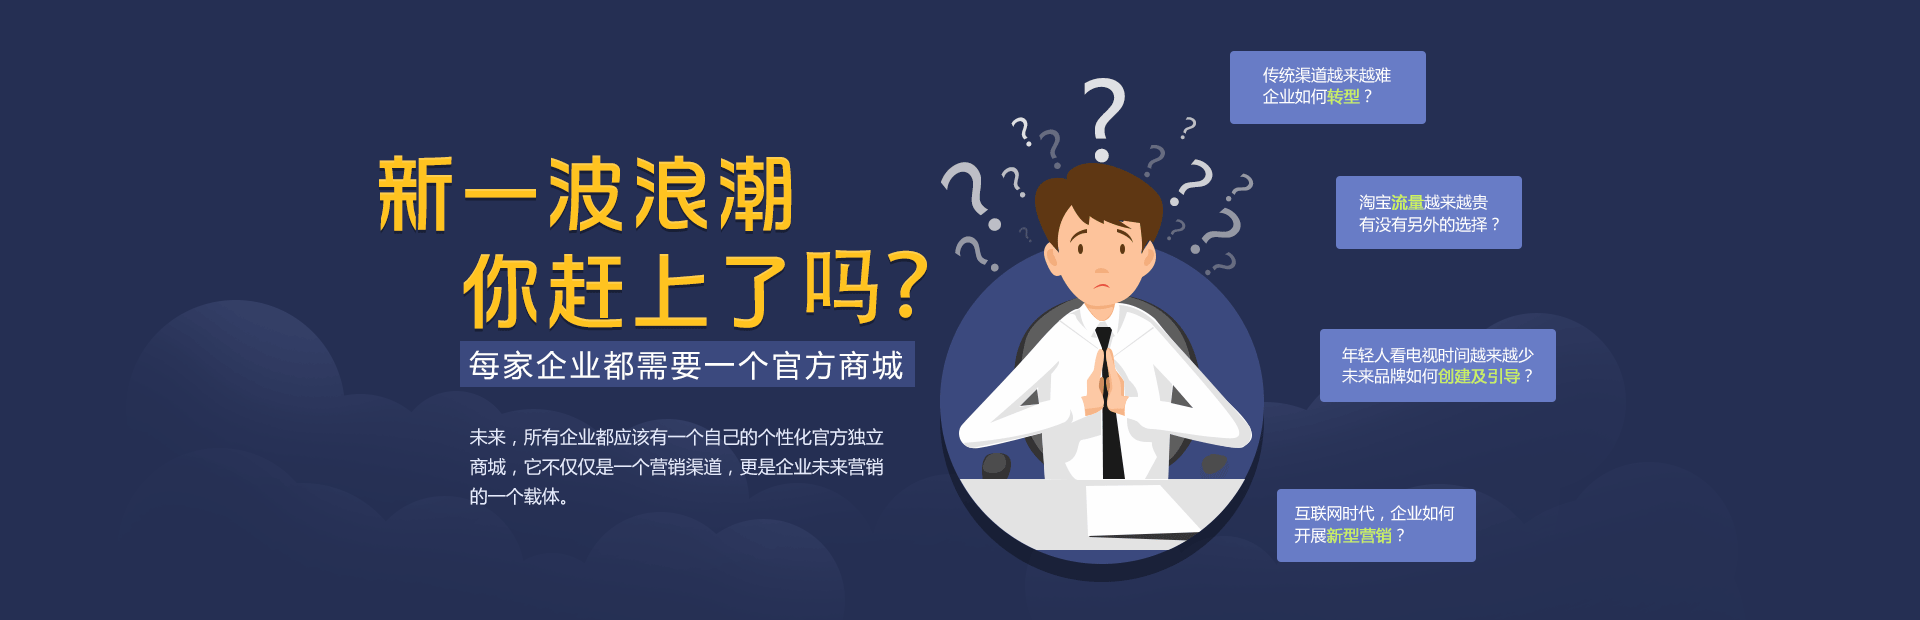 新一波浪潮
你赶上了吗?
每家企业都需要一个官方商城
未来，所有企业都应该有一个自己的个性化官方独立
商城，它不仅仅是一个营销渠道，更是企业未来营销
的一个载体。
传统渠道越来越难
企业如何转型？
淘宝流量越来越贵
有没有另外的选择？
年轻人看电视时间越来越少
未来品牌如何创建及引导？
互联网时代，企业如何
开展新型营销？